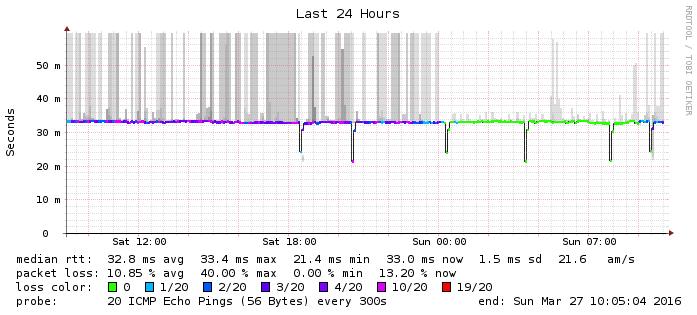 Last 24 Hours
RRDTOOL / TOBI OETIKER
Seconds
50 m
40 m
30 m
20 m
10 m
0
Sat 12:00 Sat 18:00 Sun 00:00 Sun 07:00
median rtt: 32.8 ms avg 33.4 ms max 21.4 ms min 33.0 ms now 1.5 ms sd 21.6 am/s
packet loss: 10.85 % avg 40.00 % max 0.00 % min 13.20 % now
loss color: 0 1/20 2/20 3/20 4/20 10/20 19/20
probe: 20 ICMP Echo Pings (56 Bytes) every 300s end: Sun Mar 27 10:05:04 2016